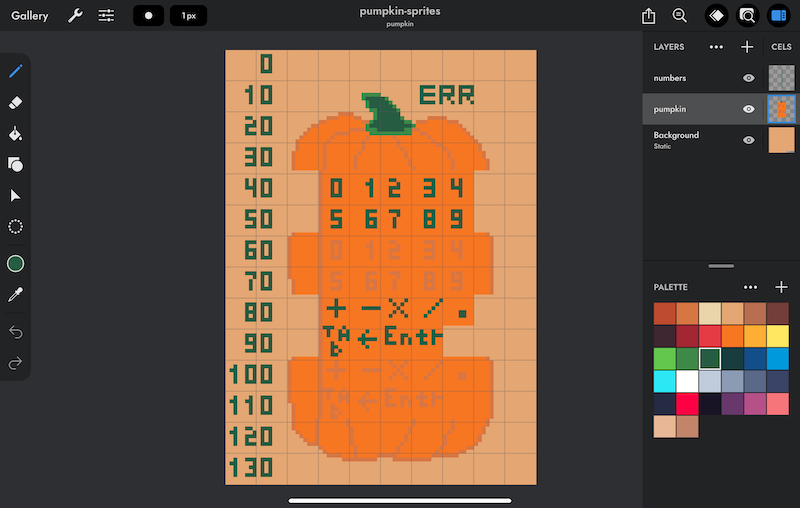 Gallery
1px
pumpkin-sprites
pumpkin
LAYERS
CELS
numbers
pumpkin
Background
Static
PALETTE
0
10 ERR
20
30
40 0 1 2 3 4
50 5 6 7 8 9
60 0 1 2 3 4
70 5 6 7 8 9
80 + - × / .
90 TAb ← Entr
100 + - × / .
110 TAb ← Entr
120
130